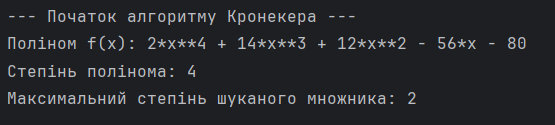 --- Початок алгоритму Кронекера ---
Поліном f(x): 2*x**4 + 14*x**3 + 12*x**2 - 56*x - 80
Степінь полінома: 4
Максимальний степінь шуканого множника: 2